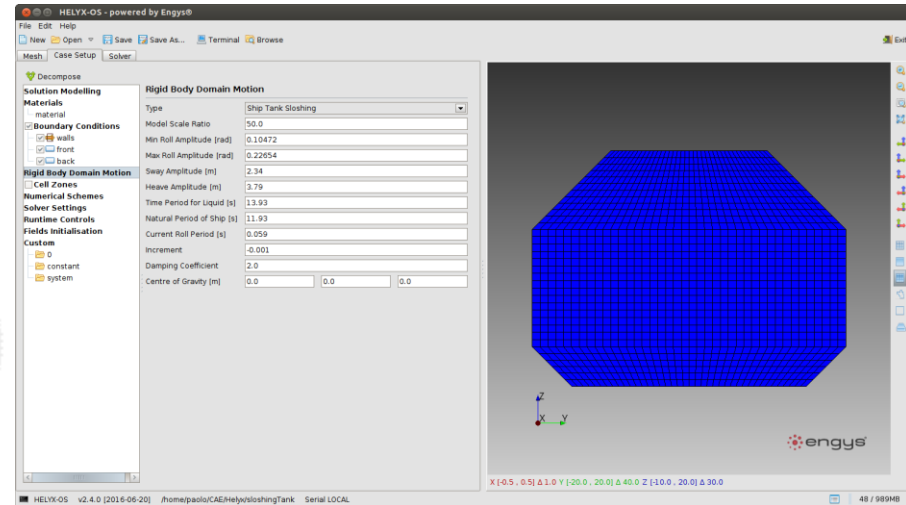 HELYX-OS - powered by Engys®
File Edit Help
New Open Save Save As... Terminal Browse Exit
Mesh Case Setup Solver
Decompose
Solution Modelling
Materials
material
Boundary Conditions
walls
front
back
Rigid Body Domain Motion
Cell Zones
Numerical Schemes
Solver Settings
Runtime Controls
Fields Initialisation
Custom
0
constant
system
Rigid Body Domain Motion
Type Ship Tank Sloshing
Model Scale Ratio 50.0
Min Roll Amplitude [rad] 0.10472
Max Roll Amplitude [rad] 0.22654
Sway Amplitude [m] 2.34
Heave Amplitude [m] 3.79
Time Period for Liquid [s] 13.93
Natural Period of Ship [s] 11.93
Current Roll Period [s] 0.059
Increment -0.001
Damping Coefficient 2.0
Centre of Gravity [m] 0.0 0.0 0.0
Z
X Y
engys
X [-0.5 , 0.5] Δ 1.0 Y [-20.0 , 20.0] Δ 40.0 Z [-10.0 , 20.0] Δ 30.0
HELYX-OS v2.4.0 [2016-06-20] /home/paolo/CAE/Helyx/sloshingTank Serial LOCAL 48 / 989MB